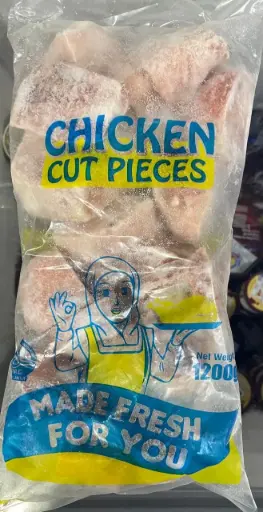 CHICKEN
CUT PIECES
Net Weight
1200g
MADE FRESH
FOR YOU